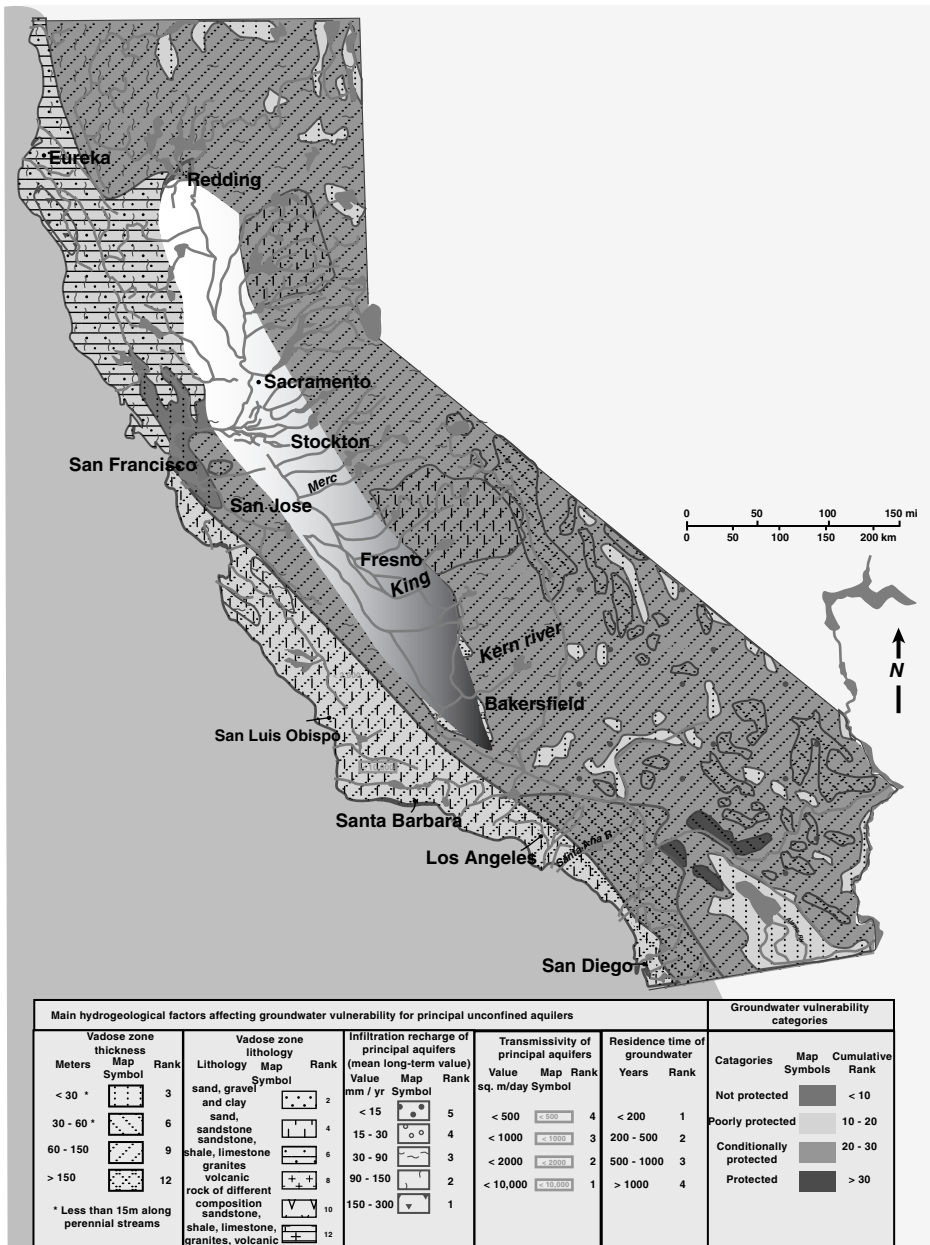 Eureka
Redding
Sacramento
Stockton
San Francisco
Merc
San Jose
0 50 100 150 mi
0 50 100 150 200 km
Fresno
King
Kern river
N
Bakersfield
San Luis Obispo
Santa Barbara
Los Angeles
Santa Ana R
San Diego
Main hydrogeological factors affecting groundwater vulnerability for principal unconfined aquilers
Groundwater vulnerability
categories
Vadose zone
thickness
Meters Map Symbol Rank
< 30 * 3
30 - 60 * 6
60 - 150 9
> 150 12
* Less than 15m along
perennial streams
Vadose zone
lithology
Lithology Map Symbol Rank
sand, gravel
and clay 2
sand,
sandstone 4
sandstone,
shale, limestone 6
granites
volcanic 8
rock of different
composition 10
sandstone,
shale, limestone,
granites, volcanic 12
Infiltration recharge of
principal aquifers
(mean long-term value)
Value mm / yr Map Symbol Rank
< 15 5
15 - 30 4
30 - 90 3
90 - 150 2
150 - 300 1
Transmissivity of
principal aquifers
Value Map Rank
sq. m/day Symbol
< 500 < 500 4
< 1000 < 1000 3
< 2000 < 2000 2
< 10,000 < 10,000 1
Residence time of
groundwater
Years Rank
< 200 1
200 - 500 2
500 - 1000 3
> 1000 4
Catagories Map Symbols Cumulative Rank
Not protected < 10
Poorly protected 10 - 20
Conditionally
protected 20 - 30
Protected > 30